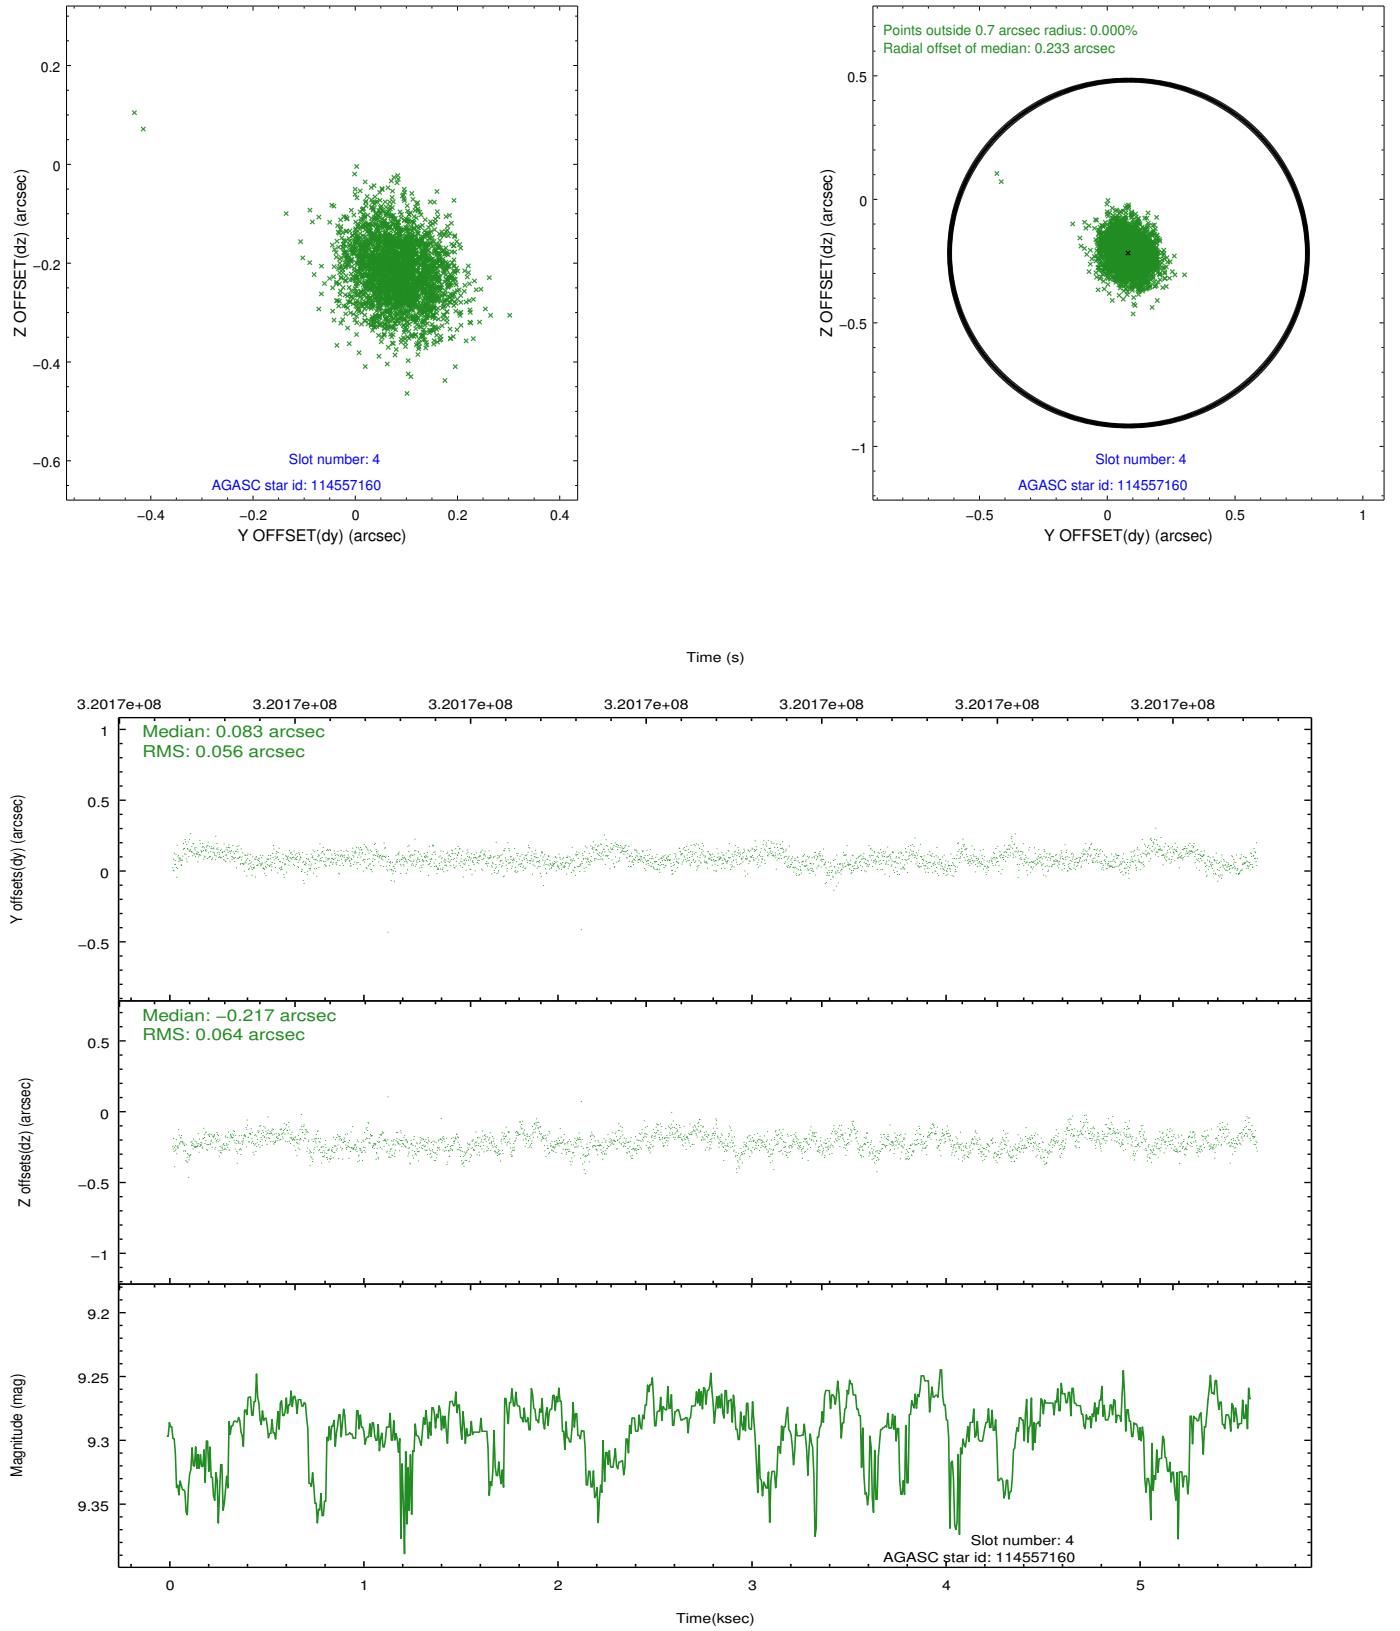 0.2
0
−0.2
−0.4
−0.6
Z OFFSET(dz) (arcsec)
Slot number: 4
AGASC star id: 114557160
−0.4
−0.2
0
0.2
0.4
Y OFFSET(dy) (arcsec)
Points outside 0.7 arcsec radius: 0.000%
Radial offset of median: 0.233 arcsec
0.5
0
−0.5
−1
Z OFFSET(dz) (arcsec)
Slot number: 4
AGASC star id: 114557160
−0.5
0
0.5
1
Y OFFSET(dy) (arcsec)
Time (s)
3.2017e+08
3.2017e+08
3.2017e+08
3.2017e+08
3.2017e+08
3.2017e+08
3.2017e+08
Median: 0.083 arcsec
RMS: 0.056 arcsec
1
0.5
0
−0.5
Y offsets(dy) (arcsec)
Median: −0.217 arcsec
RMS: 0.064 arcsec
0.5
0
−0.5
−1
Z offsets(dz) (arcsec)
9.2
9.25
9.3
9.35
Magnitude (mag)
Slot number: 4
AGASC star id: 114557160
0
1
2
3
4
5
Time(ksec)